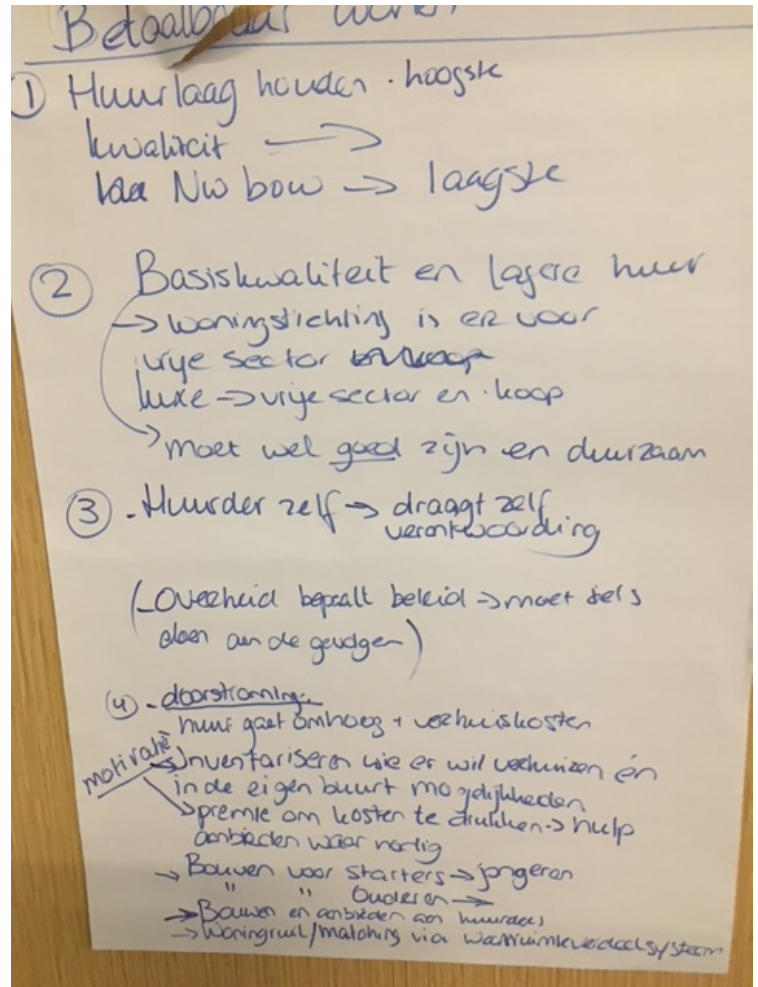 Betaalbaar
① Huur laag houden · hoogste
kwaliteit →
Nw bouw → laagste
② Basiskwaliteit en lagere huur
→ woningstichting is er voor
vrije sector en koop
luxe → vrije sector en · koop
→ moet wel goed zijn en duurzaam
③ - Huurder zelf → draagt zelf
verantwoording
(- Overheid bepaalt beleid → moet iets
doen aan de gevolgen)
④ - doorstroming
huur gaat omhoog + verhuiskosten
motivatie
→ Inventariseren wie er wil verhuizen én
in de eigen buurt mogelijkheden
→ premie om kosten te drukken → hulp
aanbieden waar nodig
→ Bouwen voor starters → jongeren
" " Ouderen →
→ Bouwen en aanbieden aan huurders
→ Woningruil/matching via woonruimteverdeelsysteem